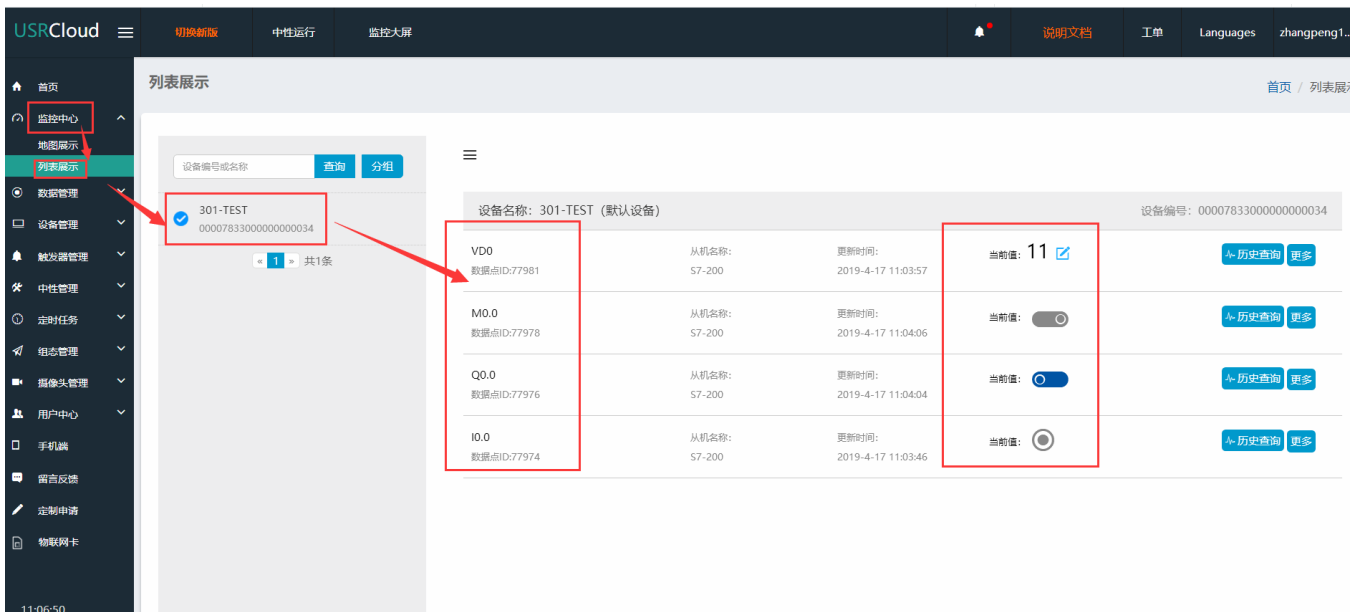 USRCloud 切换新版 中性运行 监控大屏 说明文档 工单 Languages zhangpeng1..
首页
监控中心
地图展示
列表展示
数据管理
设备管理
触发器管理
中性管理
定时任务
组态管理
摄像头管理
用户中心
手机端
留言反馈
定制申请
物联网卡
11:06:50
列表展示
首页 / 列表展示
设备编号或名称 查询 分组
301-TEST
00007833000000000034
« 1 » 共1条
设备名称: 301-TEST (默认设备) 设备编号: 00007833000000000034
VD0 从机名称: 更新时间: 当前值: 11 历史查询 更多
数据点ID:77981 S7-200 2019-4-17 11:03:57
M0.0 从机名称: 更新时间: 当前值: 历史查询 更多
数据点ID:77978 S7-200 2019-4-17 11:04:06
Q0.0 从机名称: 更新时间: 当前值: 历史查询 更多
数据点ID:77976 S7-200 2019-4-17 11:04:04
I0.0 从机名称: 更新时间: 当前值: 历史查询 更多
数据点ID:77974 S7-200 2019-4-17 11:03:46